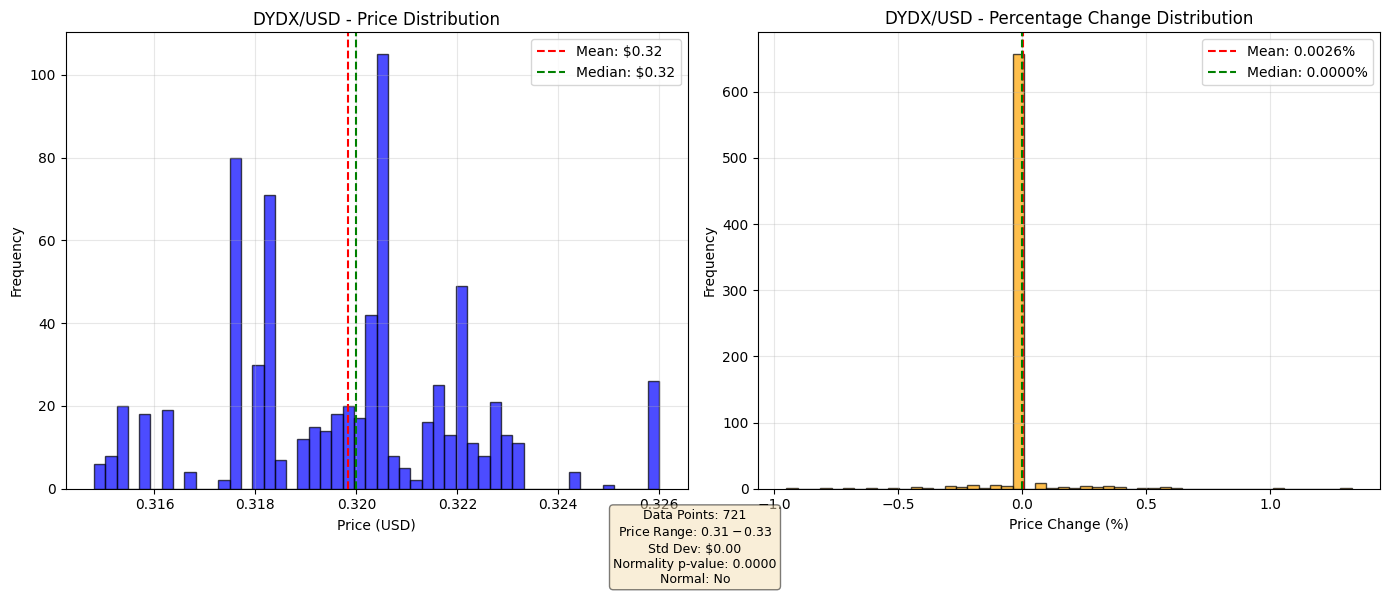 DYDX/USD - Price Distribution
Mean: $0.32
Median: $0.32
Frequency
100
80
60
40
20
0
0.316
0.318
0.320
0.322
0.324
0.326
Price (USD)
DYDX/USD - Percentage Change Distribution
Mean: 0.0026%
Median: 0.0000%
Frequency
600
500
400
300
200
100
0
−1.0
−0.5
0.0
0.5
1.0
Price Change (%)
Data Points: 721
Price Range: 0.31 − 0.33
Std Dev: $0.00
Normality p-value: 0.0000
Normal: No